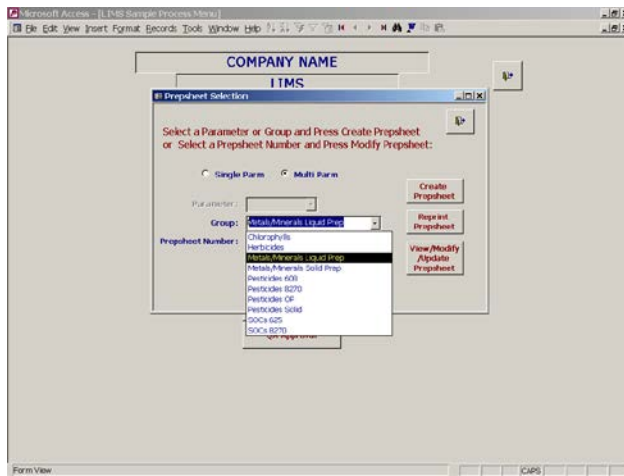 Microsoft Access - [LIMS Sample Process Menu]
File Edit View Insert Format Records Tools Window Help
COMPANY NAME
LIMS
Prepsheet Selection
Select a Parameter or Group and Press Create Prepsheet
or Select a Prepsheet Number and Press Modify Prepsheet:
Single Parm Multi Parm
Parameter:
Group: Metals/Minerals Liquid Prep
Prepsheet Number:
Chlorophylls
Herbicides
Metals/Minerals Liquid Prep
Metals/Minerals Solid Prep
Pesticides 608
Pesticides 8270
Pesticides OP
Pesticides Solid
SOCs 625
SOCs 8270
Create
Prepsheet
Reprint
Prepsheet
View/Modify
/Update
Prepsheet
QA Approval
Form View
CAPS